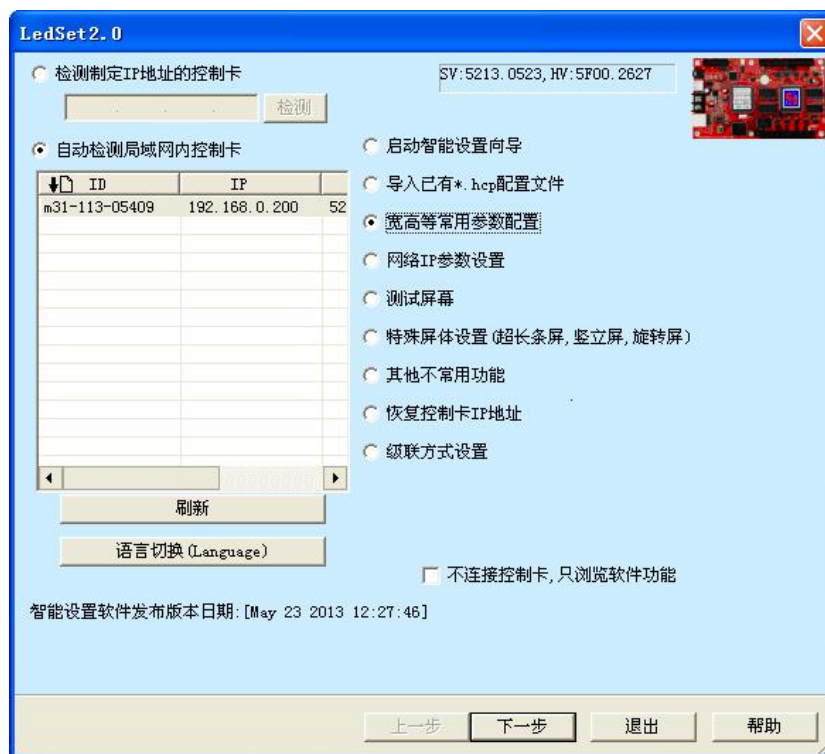 LedSet2.0
检测制定IP地址的控制卡
检测
SV:5213.0523,HV:5F00.2627
自动检测局域网内控制卡
ID IP
m31-113-05409 192.168.0.200 52
刷新
语言切换(Language)
启动智能设置向导
导入已有*.hcp配置文件
宽高等常用参数配置
网络IP参数设置
测试屏幕
特殊屏体设置(超长条屏,竖立屏,旋转屏)
其他不常用功能
恢复控制卡IP地址
级联方式设置
不连接控制卡,只浏览软件功能
智能设置软件发布版本日期:[May 23 2013 12:27:46]
上一步 下一步 退出 帮助